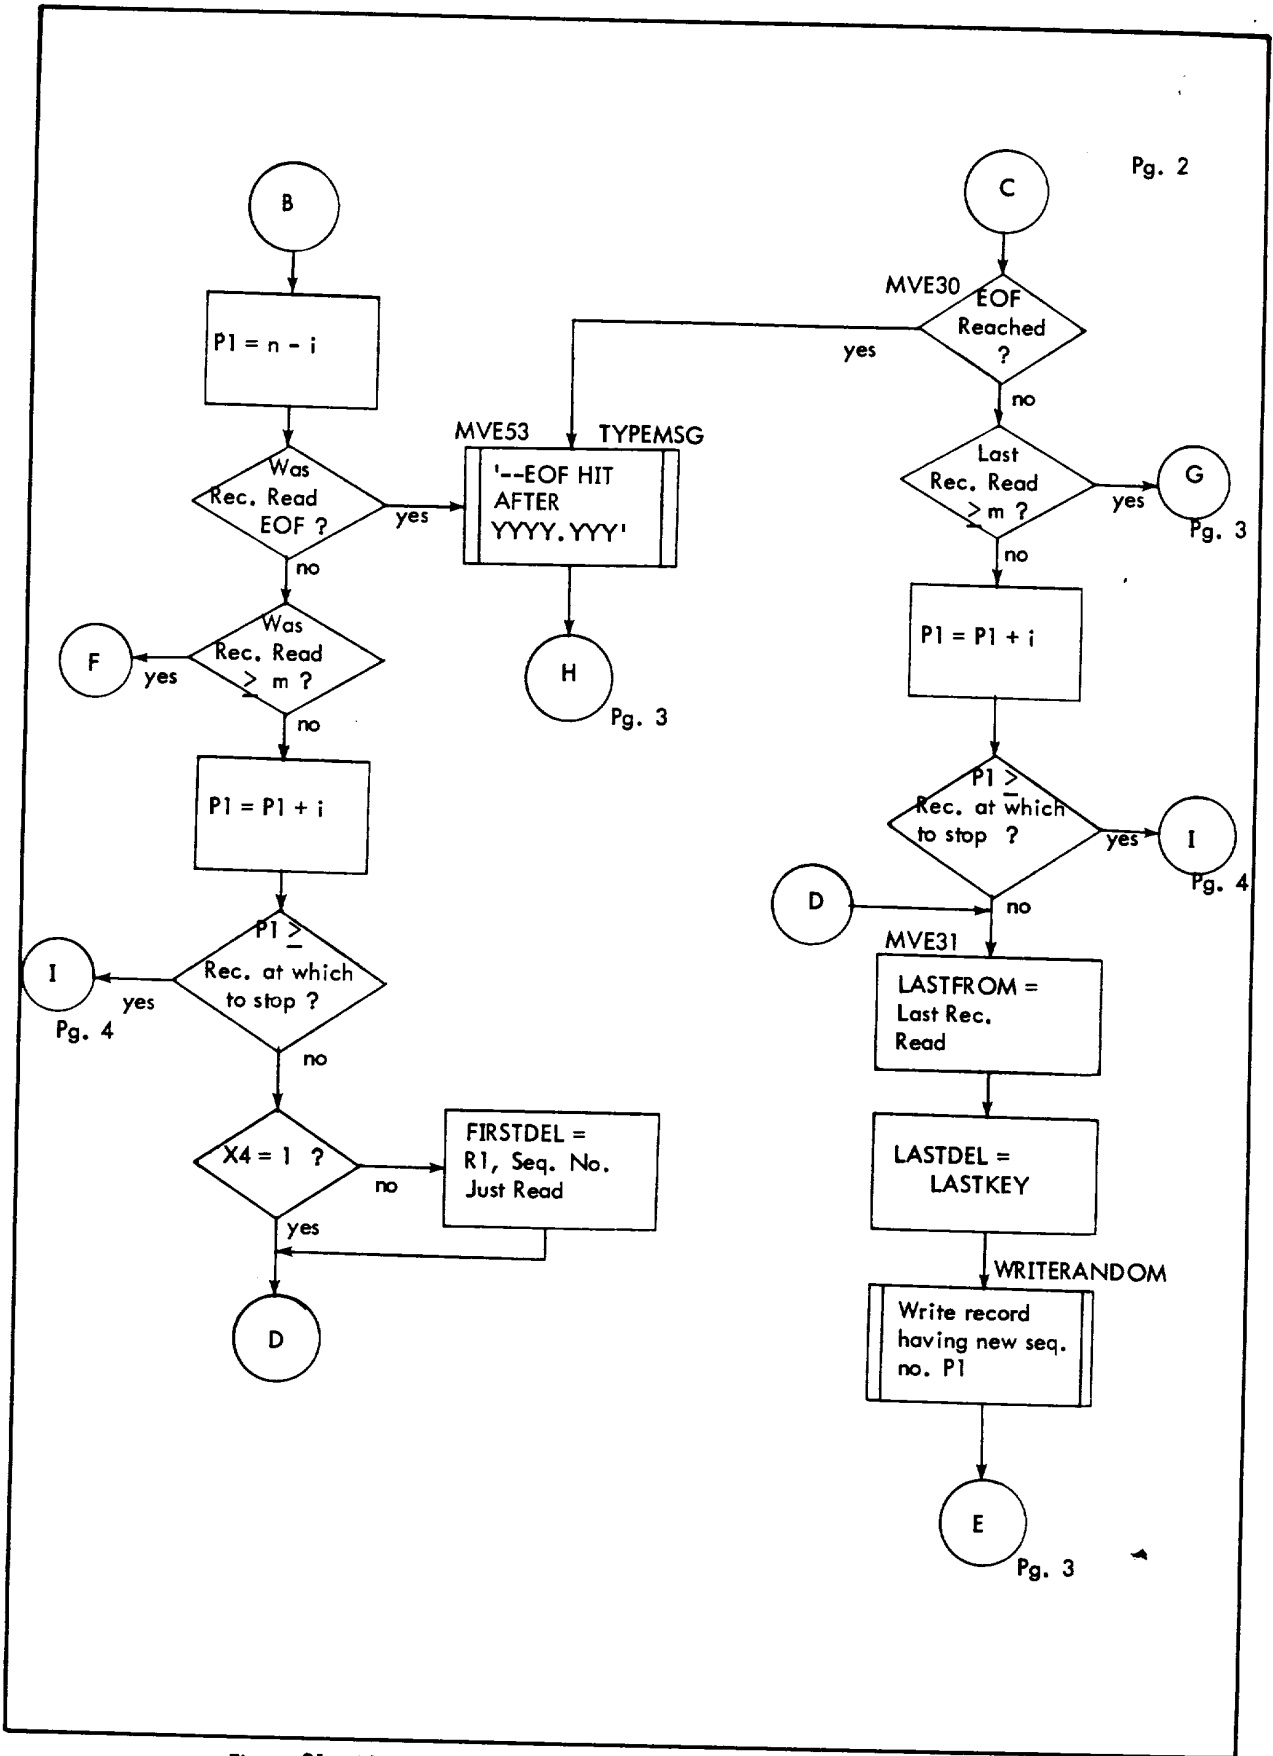 Pg. 2
B
P1 = n - i
Was
Rec. Read
EOF ?
yes
no
MVE53 TYPEMSG
'--EOF HIT
AFTER
YYYY.YYY'
H
Pg. 3
Was
Rec. Read
≥ m ?
yes
F
no
P1 = P1 + i
P1 ≥
Rec. at which
to stop ?
yes
I
Pg. 4
no
X4 = 1 ?
no
FIRSTDEL =
R1, Seq. No.
Just Read
yes
D
C
MVE30
EOF
Reached
?
yes
no
Last
Rec. Read
≥ m ?
yes
G
Pg. 3
no
P1 = P1 + i
P1 ≥
Rec. at which
to stop ?
yes
I
Pg. 4
no
D
MVE31
LASTFROM =
Last Rec.
Read
LASTDEL =
LASTKEY
WRITERANDOM
Write record
having new seq.
no. P1
E
Pg. 3